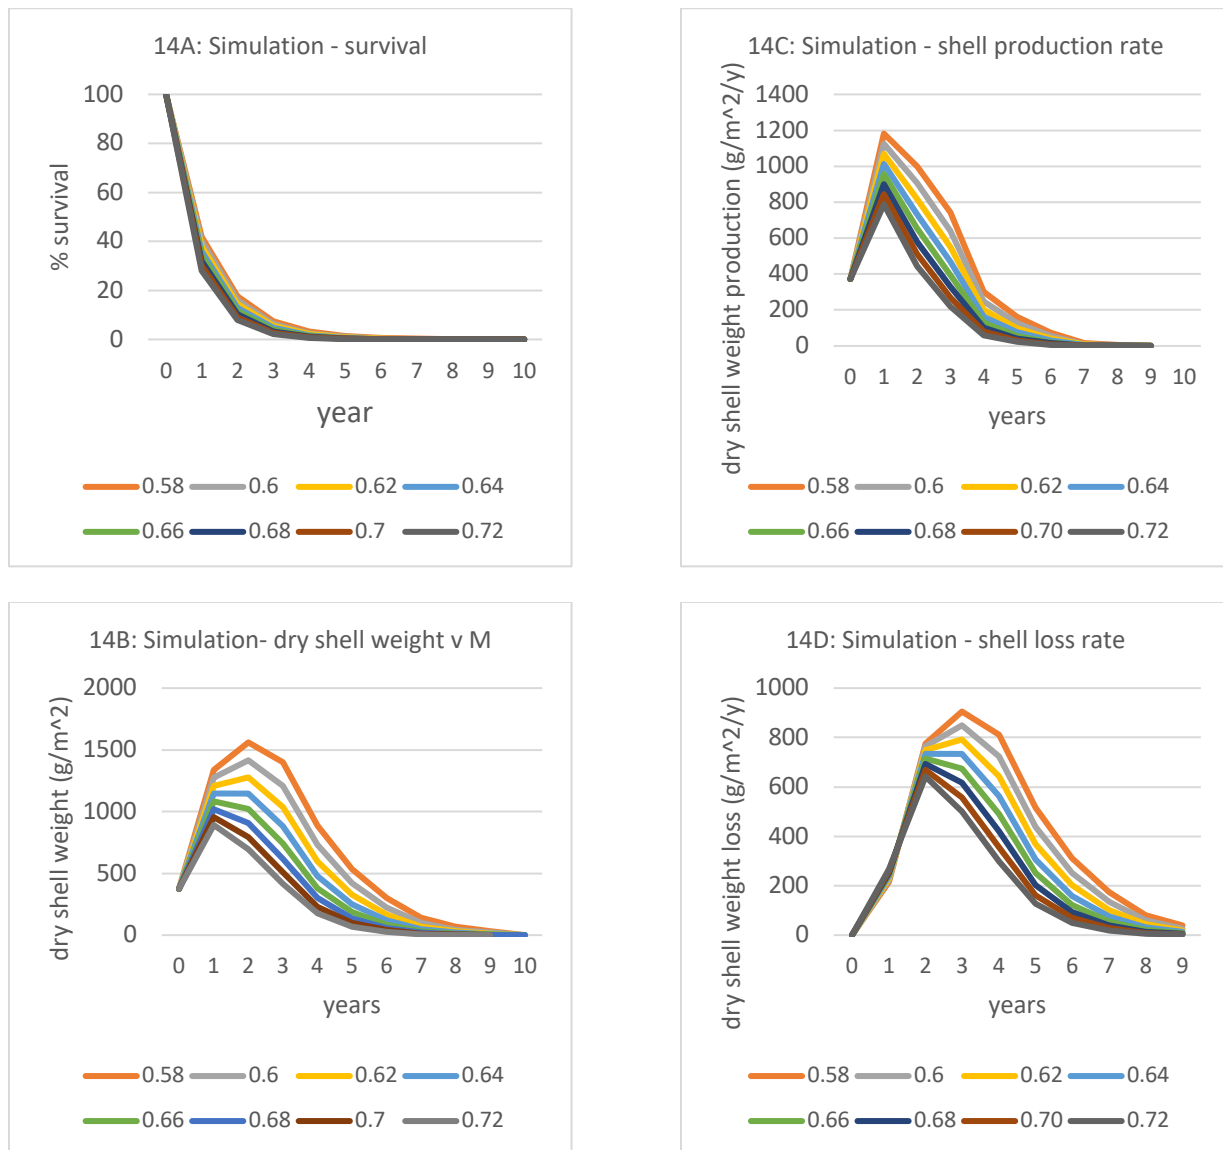 14A: Simulation - survival
% survival
100
80
60
40
20
0
0 1 2 3 4 5 6 7 8 9 10
year
0.58 0.6 0.62 0.64
0.66 0.68 0.7 0.72
14C: Simulation - shell production rate
dry shell weight production (g/m^2/y)
1400
1200
1000
800
600
400
200
0
0 1 2 3 4 5 6 7 8 9 10
years
0.58 0.6 0.62 0.64
0.66 0.68 0.70 0.72
14B: Simulation- dry shell weight v M
dry shell weight (g/m^2)
2000
1500
1000
500
0
0 1 2 3 4 5 6 7 8 9 10
years
0.58 0.6 0.62 0.64
0.66 0.68 0.7 0.72
14D: Simulation - shell loss rate
dry shell weight loss (g/m^2/y)
1000
800
600
400
200
0
0 1 2 3 4 5 6 7 8 9
years
0.58 0.6 0.62 0.64
0.66 0.68 0.70 0.72